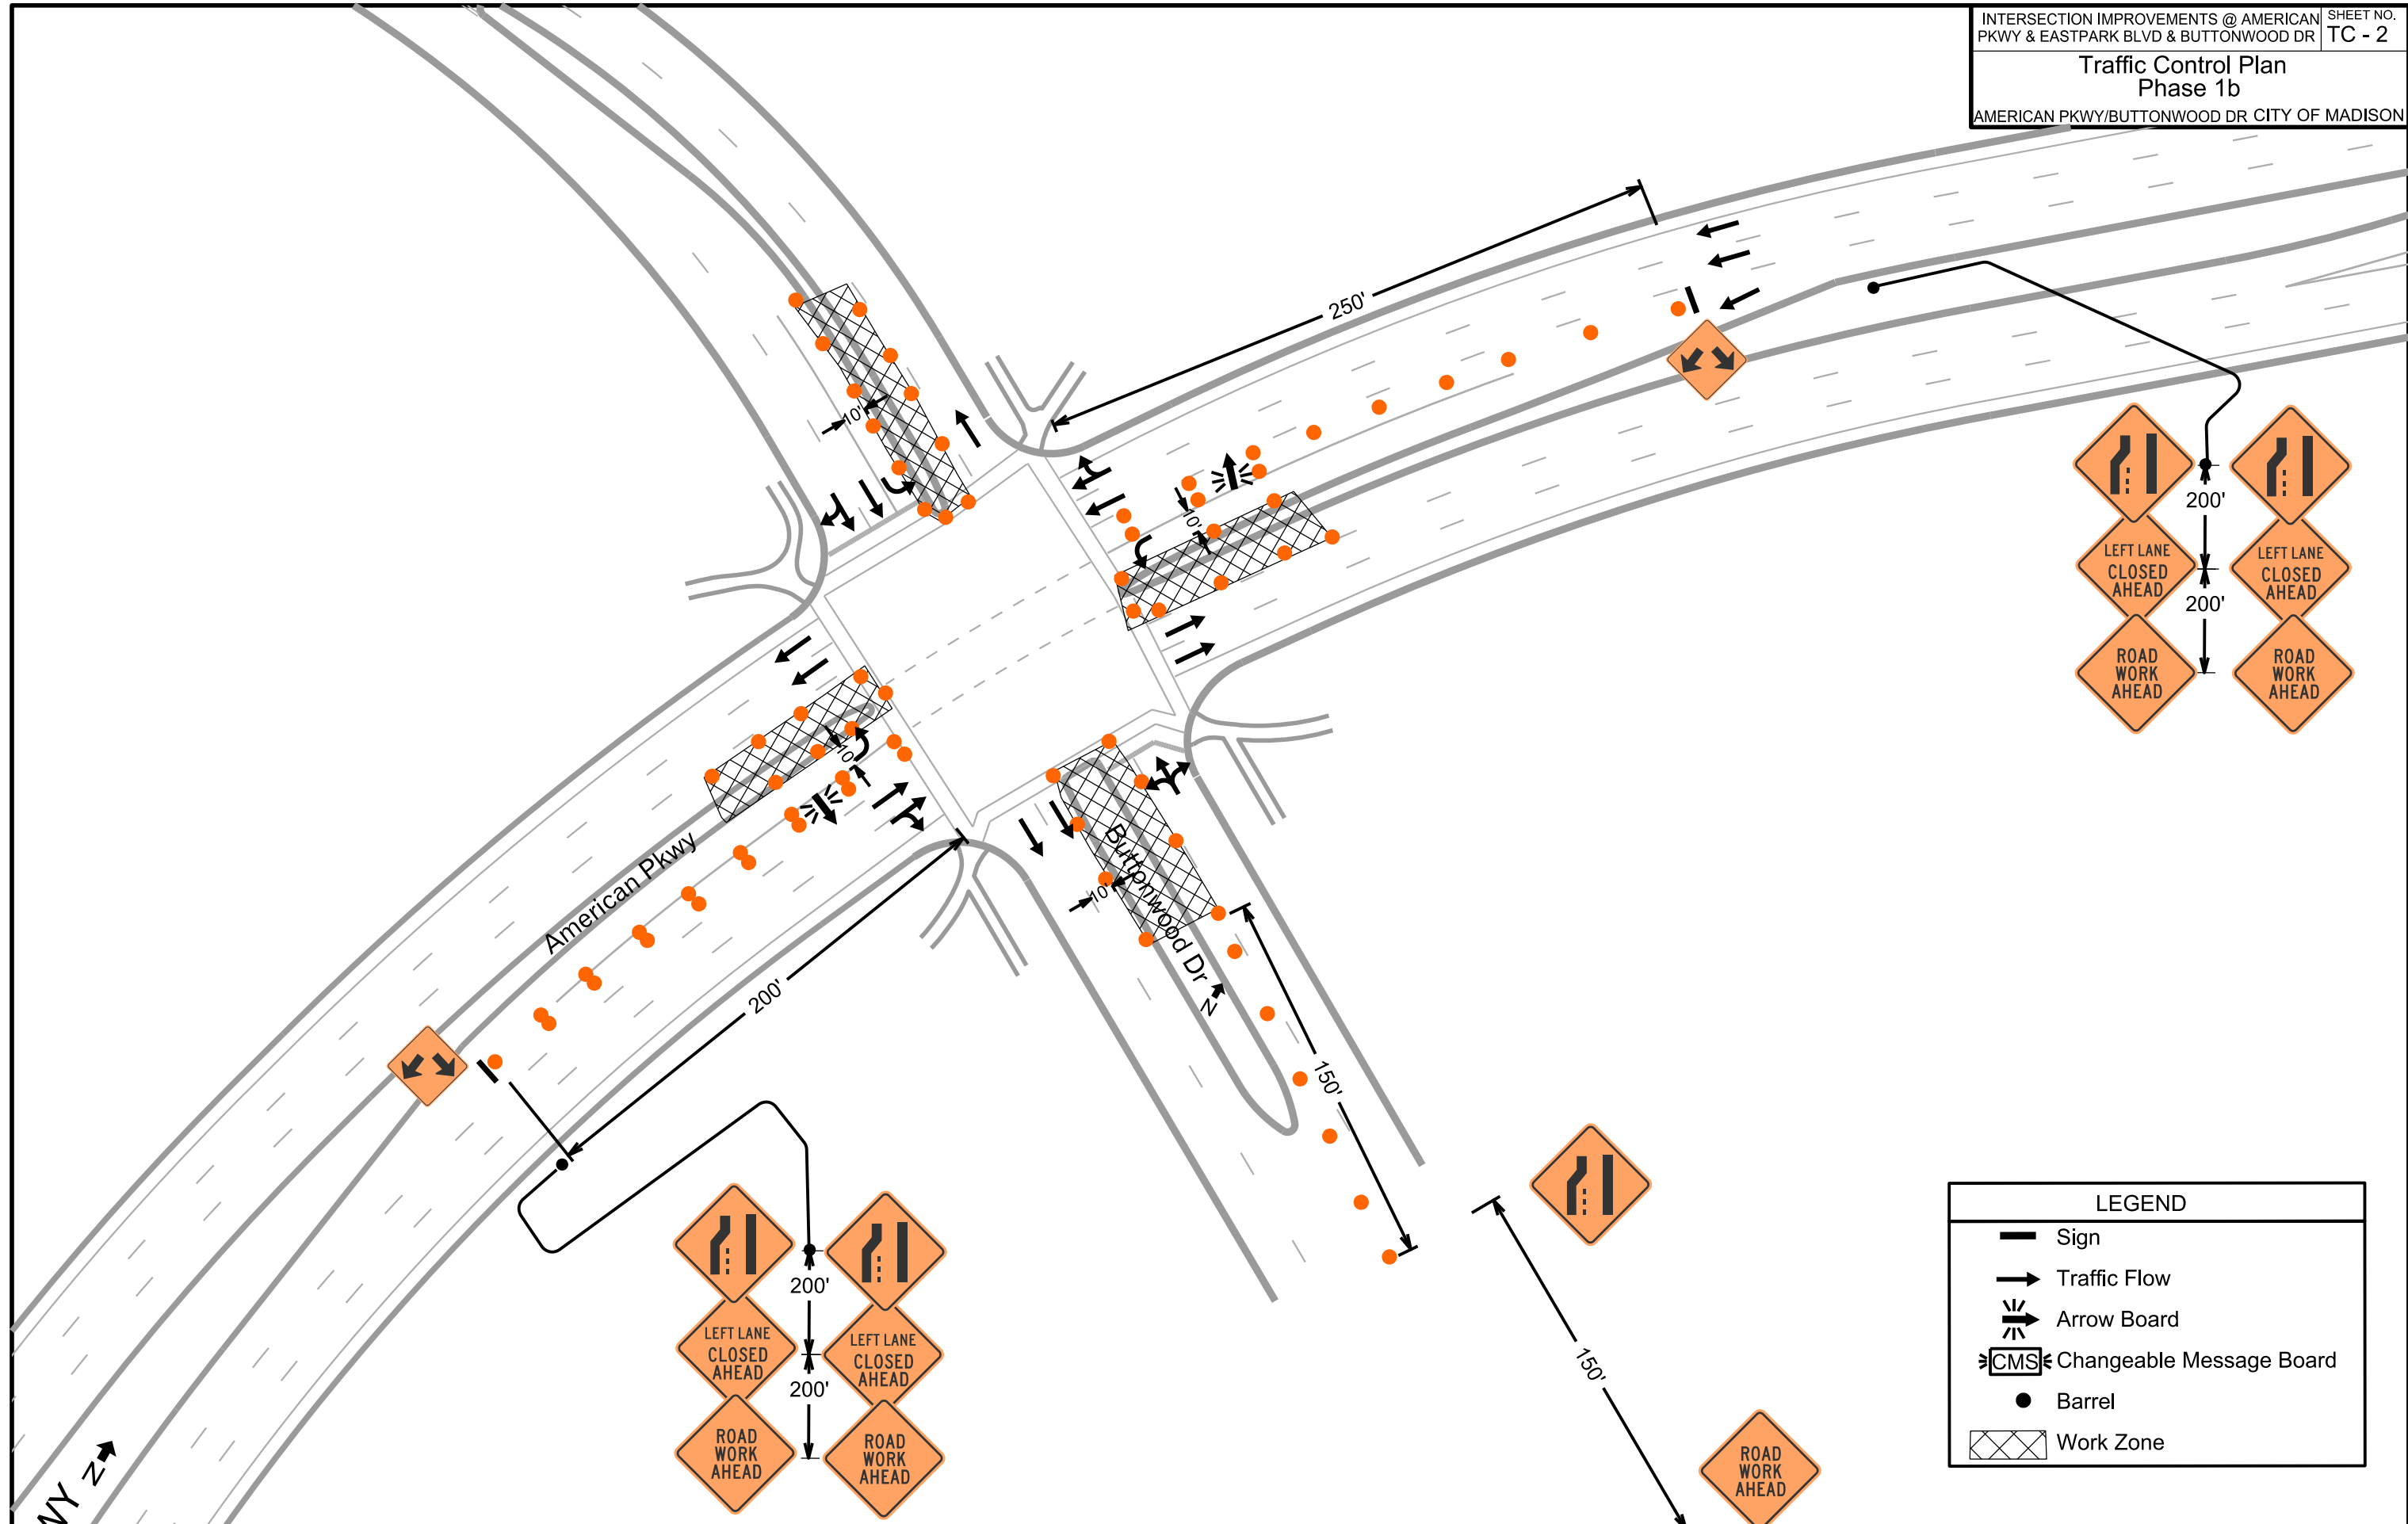 INTERSECTION IMPROVEMENTS @ AMERICAN
PKWY & EASTPARK BLVD & BUTTONWOOD DR
SHEET NO.
TC - 2
Traffic Control Plan
Phase 1b
AMERICAN PKWY/BUTTONWOOD DR CITY OF MADISON
250'
10'
10'
200'
LEFT LANE
CLOSED
AHEAD
LEFT LANE
CLOSED
AHEAD
200'
ROAD
WORK
AHEAD
ROAD
WORK
AHEAD
10'
American Pkwy
Buttonwood Dr
10'
N
200'
150'
150'
200'
LEFT LANE
CLOSED
AHEAD
LEFT LANE
CLOSED
AHEAD
200'
ROAD
WORK
AHEAD
ROAD
WORK
AHEAD
ROAD
WORK
AHEAD
WY
N
LEGEND
Sign
Traffic Flow
Arrow Board
CMS Changeable Message Board
Barrel
Work Zone